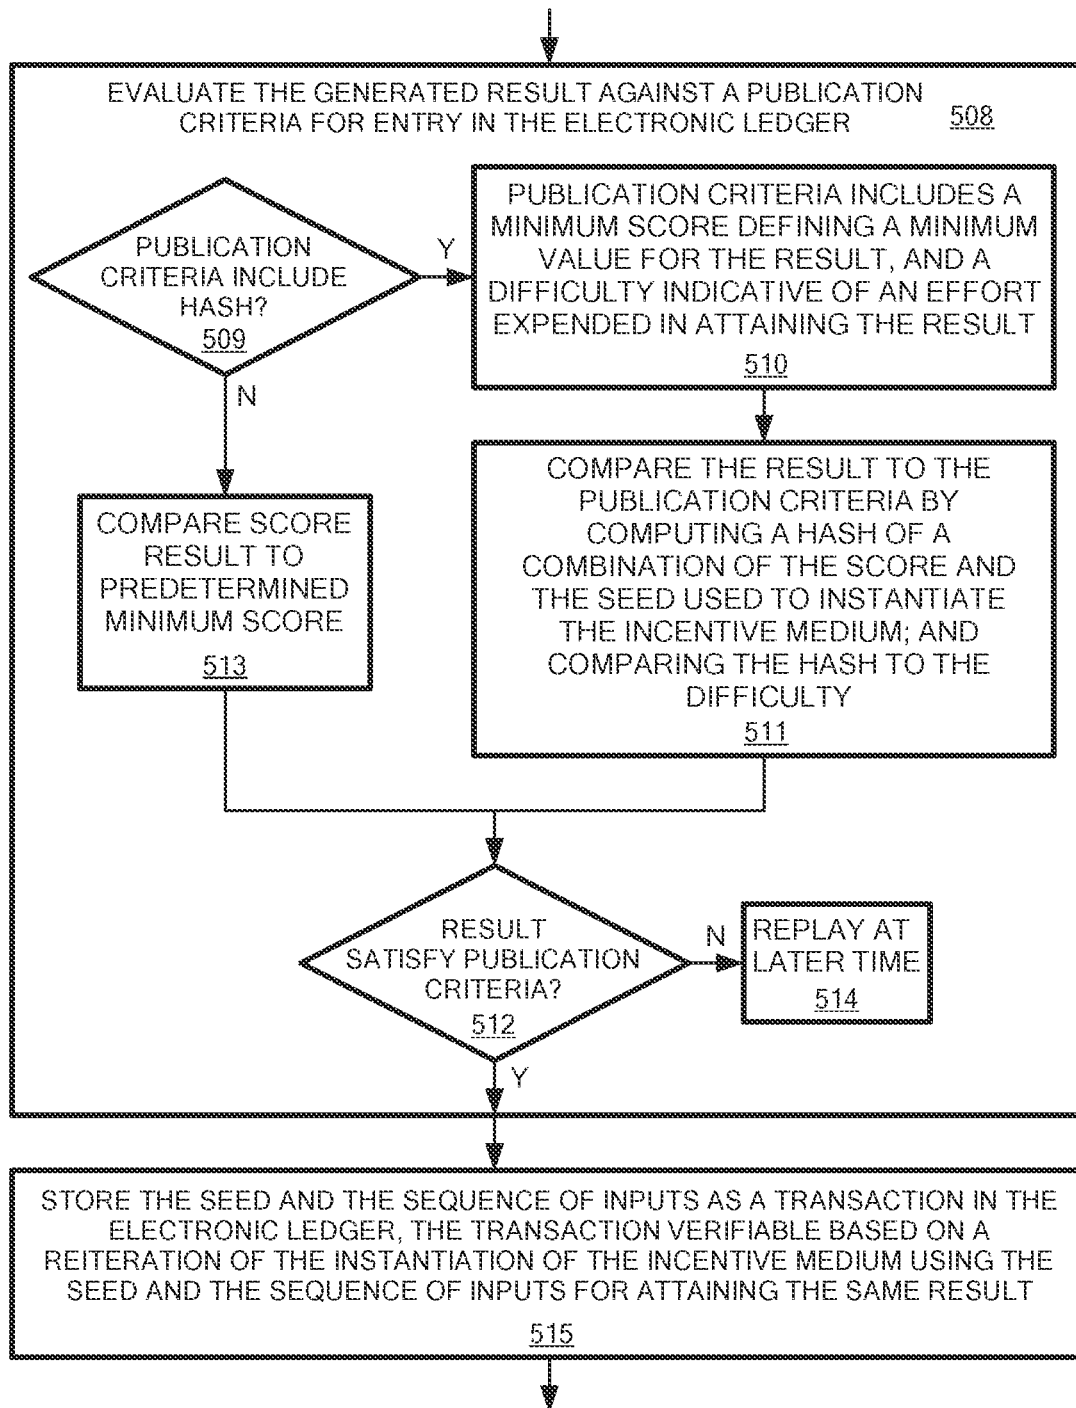 EVALUATE THE GENERATED RESULT AGAINST A PUBLICATION
CRITERIA FOR ENTRY IN THE ELECTRONIC LEDGER
508
PUBLICATION
CRITERIA INCLUDE
HASH?
509
Y
N
PUBLICATION CRITERIA INCLUDES A
MINIMUM SCORE DEFINING A MINIMUM
VALUE FOR THE RESULT, AND A
DIFFICULTY INDICATIVE OF AN EFFORT
EXPENDED IN ATTAINING THE RESULT
510
COMPARE SCORE
RESULT TO
PREDETERMINED
MINIMUM SCORE
513
COMPARE THE RESULT TO THE
PUBLICATION CRITERIA BY
COMPUTING A HASH OF A
COMBINATION OF THE SCORE AND
THE SEED USED TO INSTANTIATE
THE INCENTIVE MEDIUM; AND
COMPARING THE HASH TO THE
DIFFICULTY
511
RESULT
SATISFY PUBLICATION
CRITERIA?
512
N
Y
REPLAY AT
LATER TIME
514
STORE THE SEED AND THE SEQUENCE OF INPUTS AS A TRANSACTION IN THE
ELECTRONIC LEDGER, THE TRANSACTION VERIFIABLE BASED ON A
REITERATION OF THE INSTANTIATION OF THE INCENTIVE MEDIUM USING THE
SEED AND THE SEQUENCE OF INPUTS FOR ATTAINING THE SAME RESULT
515